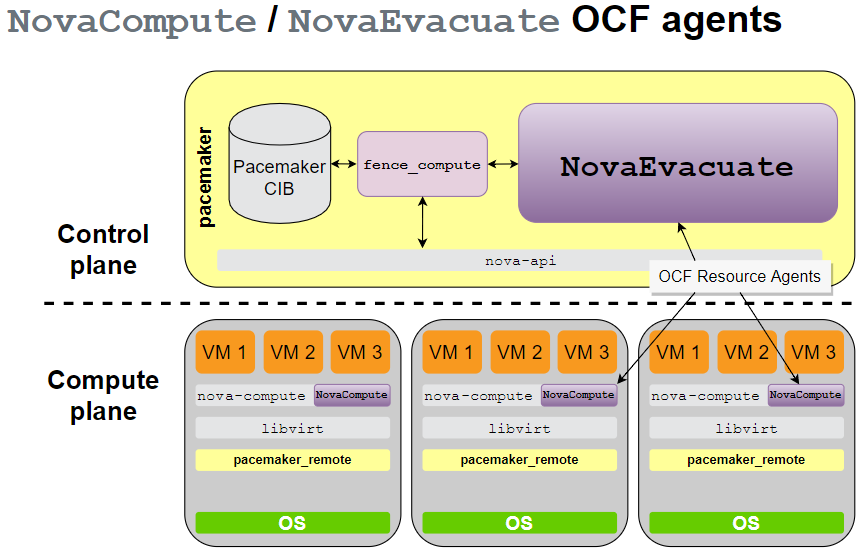 NovaCompute / NovaEvacuate OCF agents
pacemaker
Pacemaker
CIB
fence_compute
NovaEvacuate
Control
plane
nova-api
OCF Resource Agents
Compute
plane
VM 1 VM 2 VM 3
nova-compute NovaCompute
libvirt
pacemaker_remote
OS
VM 1 VM 2 VM 3
nova-compute NovaCompute
libvirt
pacemaker_remote
OS
VM 1 VM 2 VM 3
nova-compute NovaCompute
libvirt
pacemaker_remote
OS